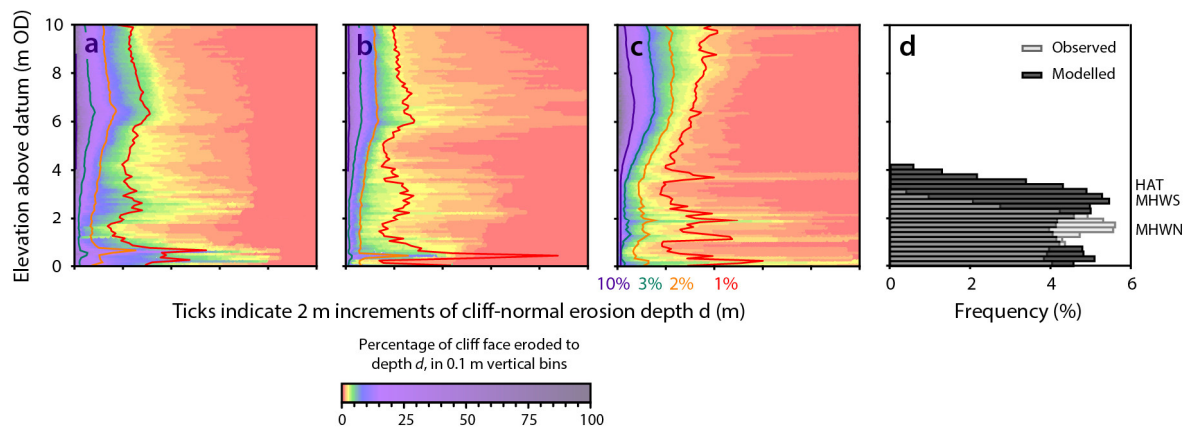 a
b
c
d
Elevation above datum (m OD)
10
8
6
4
2
0
Observed
Modelled
HAT
MHWS
MHWN
10% 3% 2% 1%
0 2 4 6
Ticks indicate 2 m increments of cliff-normal erosion depth d (m)
Frequency (%)
Percentage of cliff face eroded to
depth d, in 0.1 m vertical bins
0 25 50 75 100